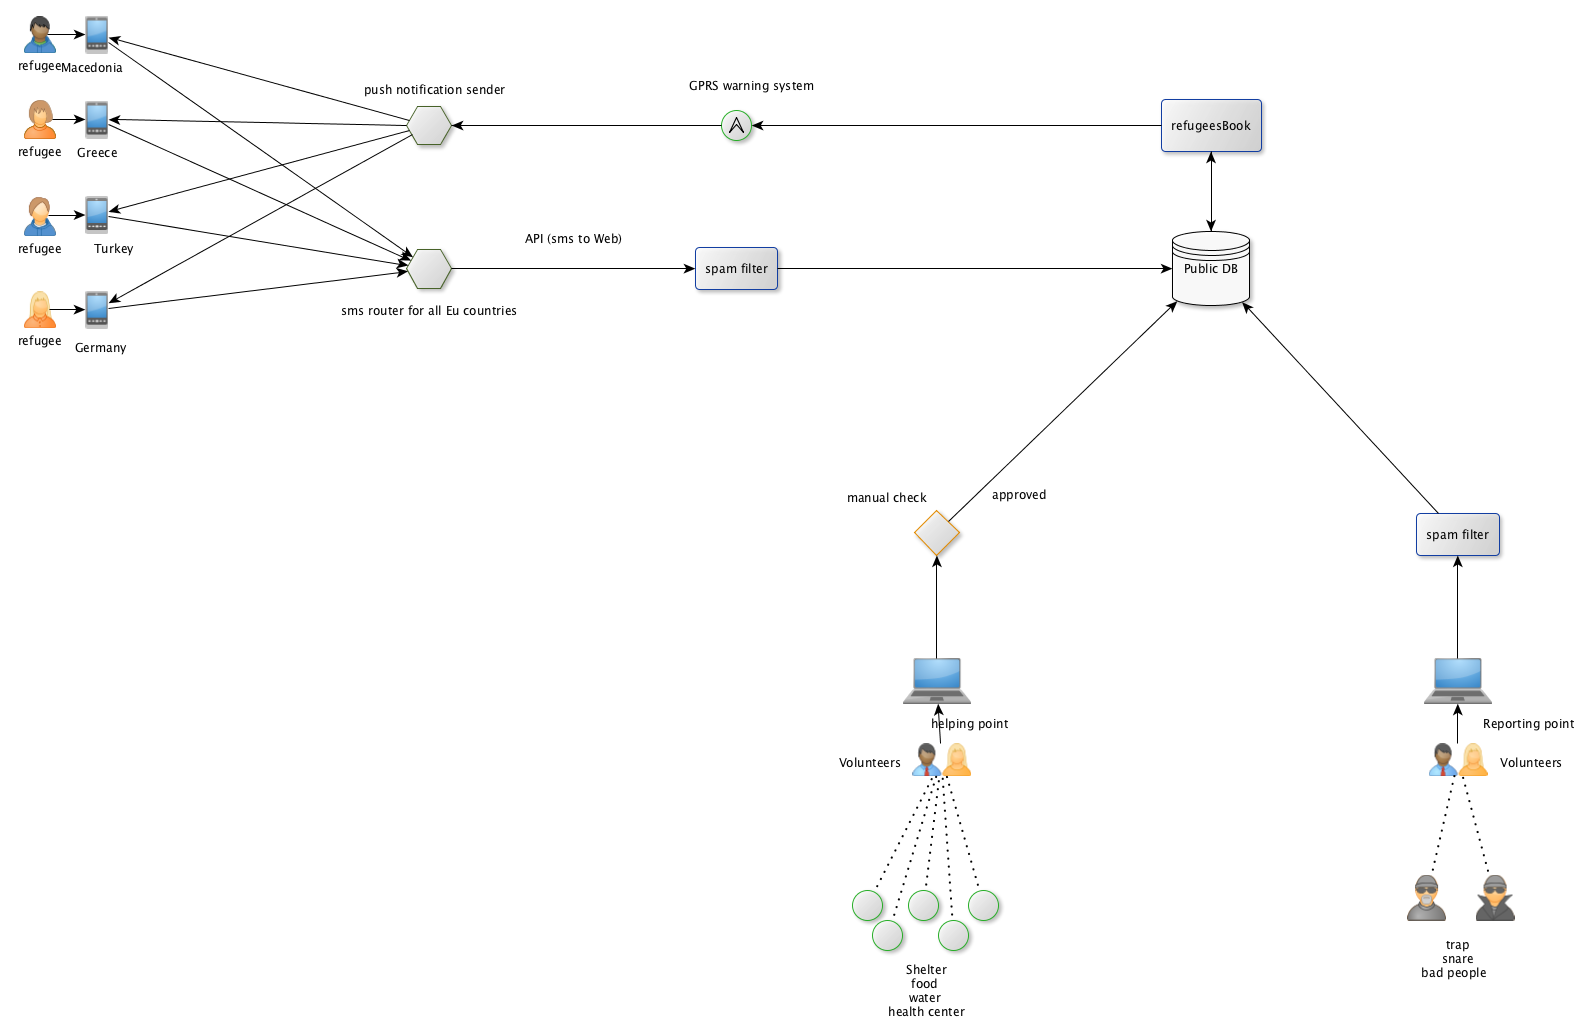 refugee
Macedonia
push notification sender
GPRS warning system
refugeesBook
refugee
Greece
refugee
Turkey
API (sms to Web)
spam filter
Public DB
sms router for all Eu countries
refugee
Germany
manual check
approved
spam filter
helping point
Reporting point
Volunteers
Volunteers
trap
snare
bad people
Shelter
food
water
health center